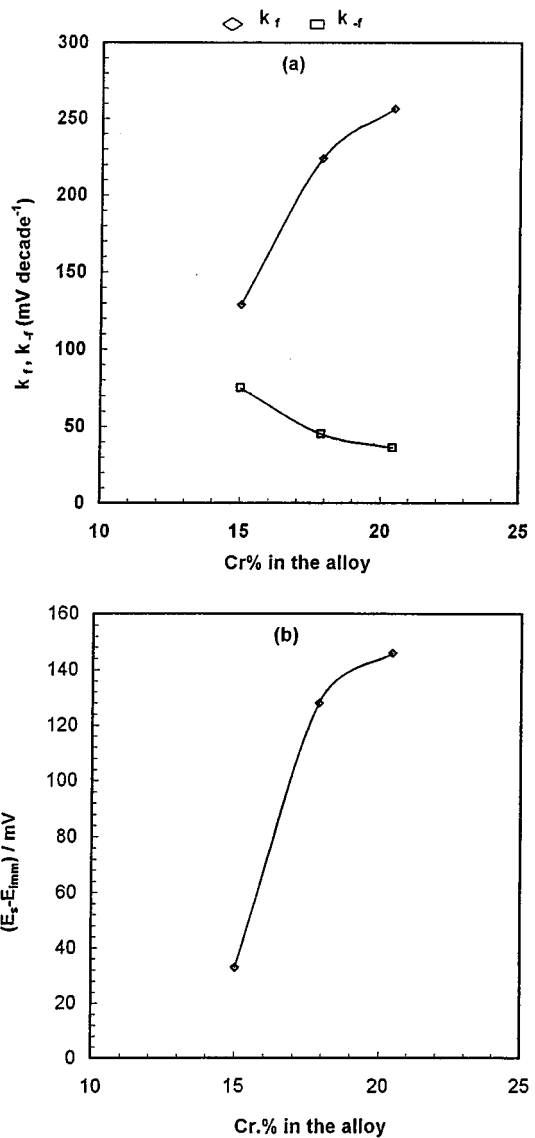 k f k -f
(a)
300
250
200
150
100
50
0
k f, k -f (mV decade-1)
10 15 20 25
Cr% in the alloy
(b)
160
140
120
100
80
60
40
20
0
(Es-Eimm) / mV
10 15 20 25
Cr.% in the alloy